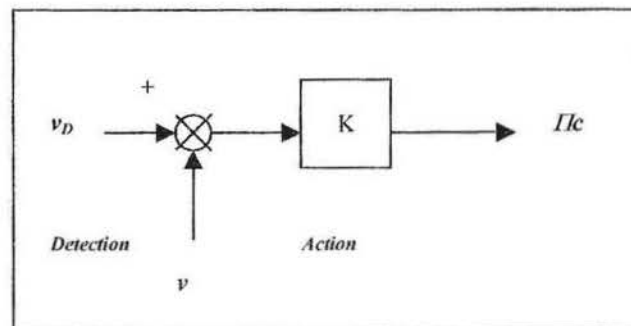 +
v_D K Πc
Detection Action
v